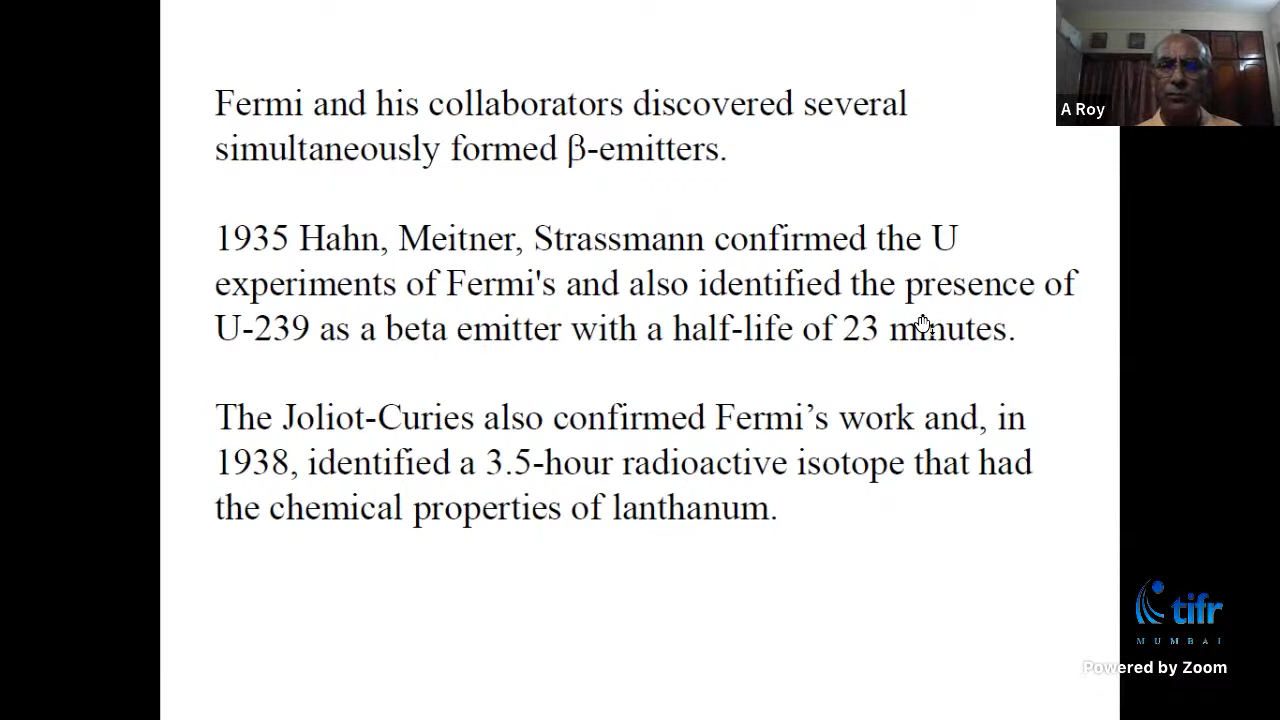 Fermi and his collaborators discovered several
simultaneously formed β-emitters.
1935 Hahn, Meitner, Strassmann confirmed the U
experiments of Fermi's and also identified the presence of
U-239 as a beta emitter with a half-life of 23 minutes.
The Joliot-Curies also confirmed Fermi’s work and, in
1938, identified a 3.5-hour radioactive isotope that had
the chemical properties of lanthanum.
A Roy
tifr
MUMBAI
Powered by Zoom